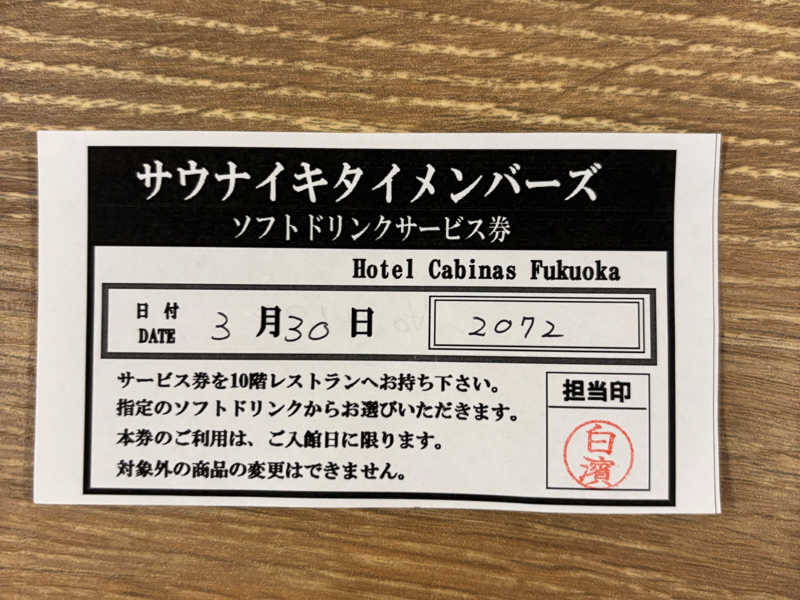 サウナイキタイメンバーズ
ソフトドリンクサービス券
Hotel Cabinas Fukuoka
日付 3月30日 2072
DATE
サービス券を10階レストランへお持ち下さい。
指定のソフトドリンクからお選びいただきます。
本券のご利用は、ご入館日に限ります。
対象外の商品の変更はできません。
担当印
白濱